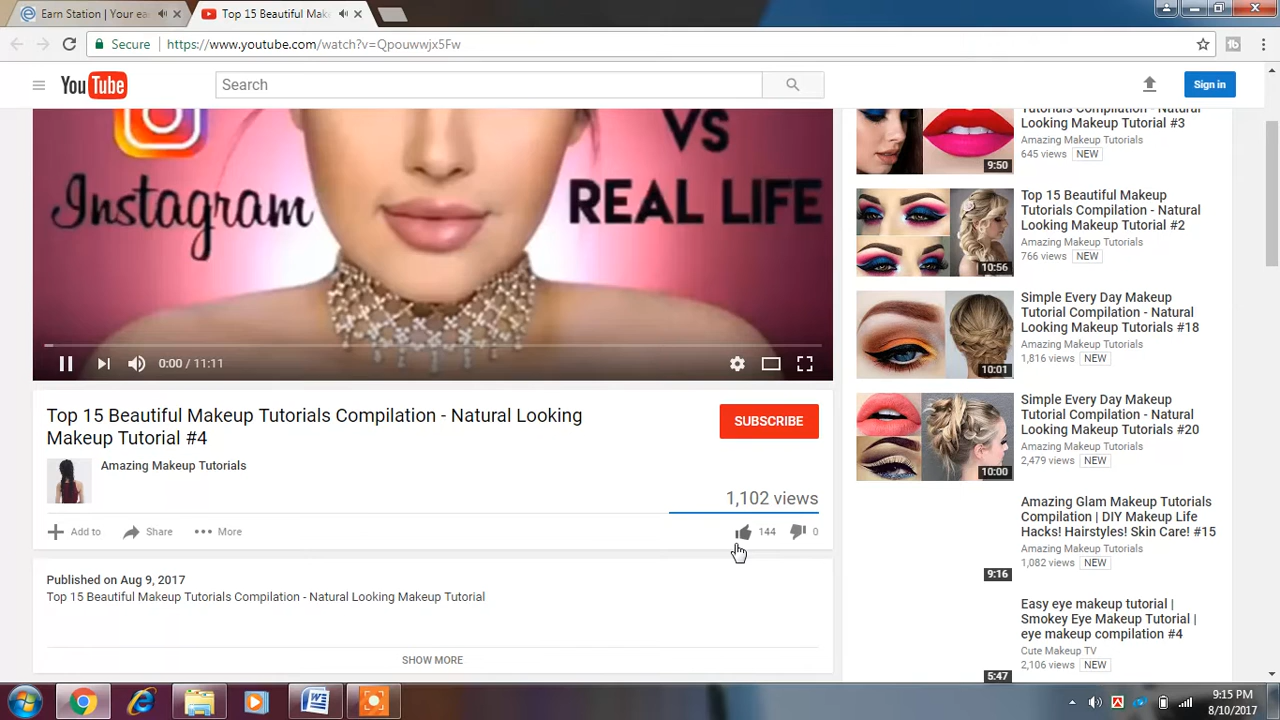 Earn Station | Your ea
Top 15 Beautiful Mak
Secure
https://www.youtube.com/watch?v=Qpouwwjx5Fw
YouTube
Search
Sign in
Instagram
VS
REAL LIFE
0:00 / 11:11
Top 15 Beautiful Makeup Tutorials Compilation - Natural Looking
Makeup Tutorial #4
SUBSCRIBE
Amazing Makeup Tutorials
1,102 views
Add to
Share
More
144
0
Published on Aug 9, 2017
Top 15 Beautiful Makeup Tutorials Compilation - Natural Looking Makeup Tutorial
SHOW MORE
Tutorials Compilation - Natural
Looking Makeup Tutorial #3
Amazing Makeup Tutorials
645 views NEW
9:50
Top 15 Beautiful Makeup
Tutorials Compilation - Natural
Looking Makeup Tutorial #2
Amazing Makeup Tutorials
766 views NEW
10:56
Simple Every Day Makeup
Tutorial Compilation - Natural
Looking Makeup Tutorials #18
Amazing Makeup Tutorials
1,816 views NEW
10:01
Simple Every Day Makeup
Tutorial Compilation - Natural
Looking Makeup Tutorials #20
Amazing Makeup Tutorials
2,479 views NEW
10:00
Amazing Glam Makeup Tutorials
Compilation | DIY Makeup Life
Hacks! Hairstyles! Skin Care! #15
Amazing Makeup Tutorials
1,082 views NEW
9:16
Easy eye makeup tutorial |
Smokey Eye Makeup Tutorial |
eye makeup compilation #4
Cute Makeup TV
2,106 views NEW
5:47
9:15 PM
8/10/2017